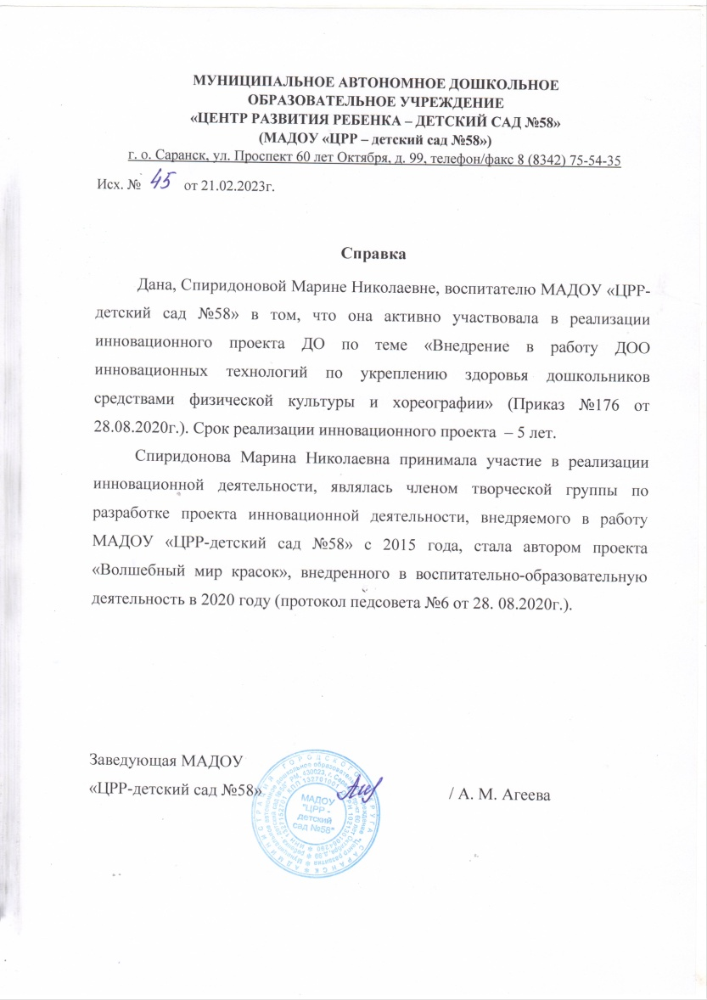 МУНИЦИПАЛЬНОЕ АВТОНОМНОЕ ДОШКОЛЬНОЕ
ОБРАЗОВАТЕЛЬНОЕ УЧРЕЖДЕНИЕ
«ЦЕНТР РАЗВИТИЯ РЕБЕНКА – ДЕТСКИЙ САД №58»
(МАДОУ «ЦРР – детский сад №58»)
г. о. Саранск, ул. Проспект 60 лет Октября, д. 99, телефон/факс 8 (8342) 75-54-35
Исх. № 45 от 21.02.2023г.
Справка
Дана, Спиридоновой Марине Николаевне, воспитателю МАДОУ «ЦРР-
детский сад №58» в том, что она активно участвовала в реализации
инновационного проекта ДО по теме «Внедрение в работу ДОО
инновационных технологий по укреплению здоровья дошкольников
средствами физической культуры и хореографии» (Приказ №176 от
28.08.2020г.). Срок реализации инновационного проекта – 5 лет.
Спиридонова Марина Николаевна принимала участие в реализации
инновационной деятельности, являлась членом творческой группы по
разработке проекта инновационной деятельности, внедряемого в работу
МАДОУ «ЦРР-детский сад №58» с 2015 года, стала автором проекта
«Волшебный мир красок», внедренного в воспитательно-образовательную
деятельность в 2020 году (протокол педсовета №6 от 28. 08.2020г.).
Заведующая МАДОУ
«ЦРР-детский сад №58» / А. М. Агеева
МАДОУ
"ЦРР -
детский
сад №58"